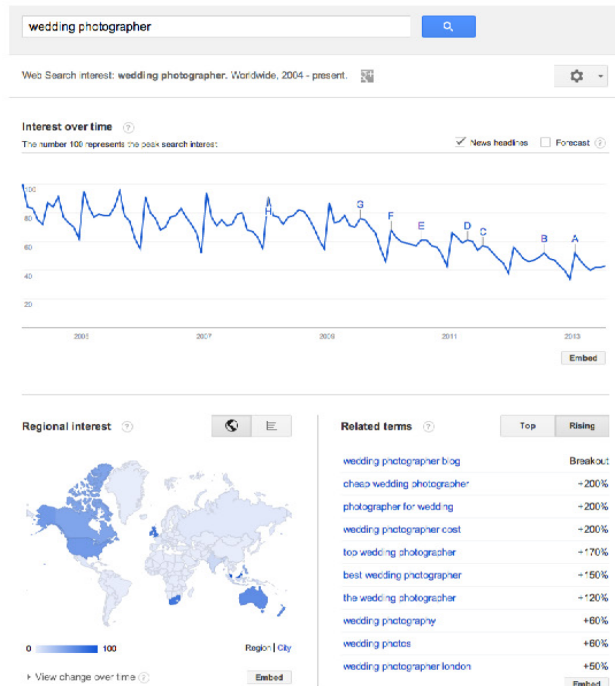 wedding photographer
Web Search interest: wedding photographer. Worldwide, 2004 - present.
Interest over time ?
The number 100 represents the peak search interest
News headlines Forecast ?
100
80
60
40
20
H G F E D C B A
2005 2007 2009 2011 2013
Embed
Regional interest ?
0 100
Region | City
View change over time ?
Embed
Related terms ?
Top Rising
wedding photographer blog Breakout
cheap wedding photographer +200%
photographer for wedding +200%
wedding photographer cost +200%
top wedding photographer +170%
best wedding photographer +150%
the wedding photographer +120%
wedding photography +60%
wedding photos +60%
wedding photographer london +50%
Embed